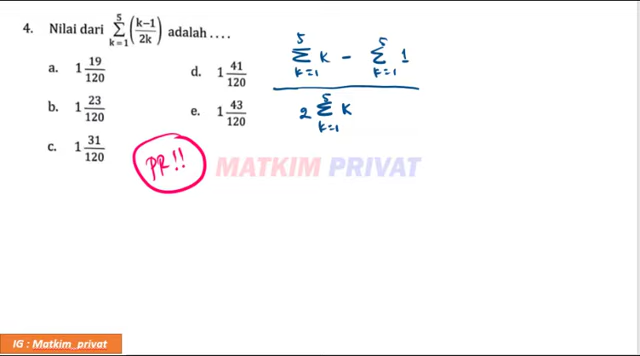 4. Nilai dari 5 Σ k=1 (k−1/2k) adalah ....
a. 1 19/120
b. 1 23/120
c. 1 31/120
d. 1 41/120
e. 1 43/120
5 Σ k=1 k − 5 Σ k=1 1
2 5 Σ k=1 k
PR!!
MATKIM PRIVAT
IG : Matkim_privat